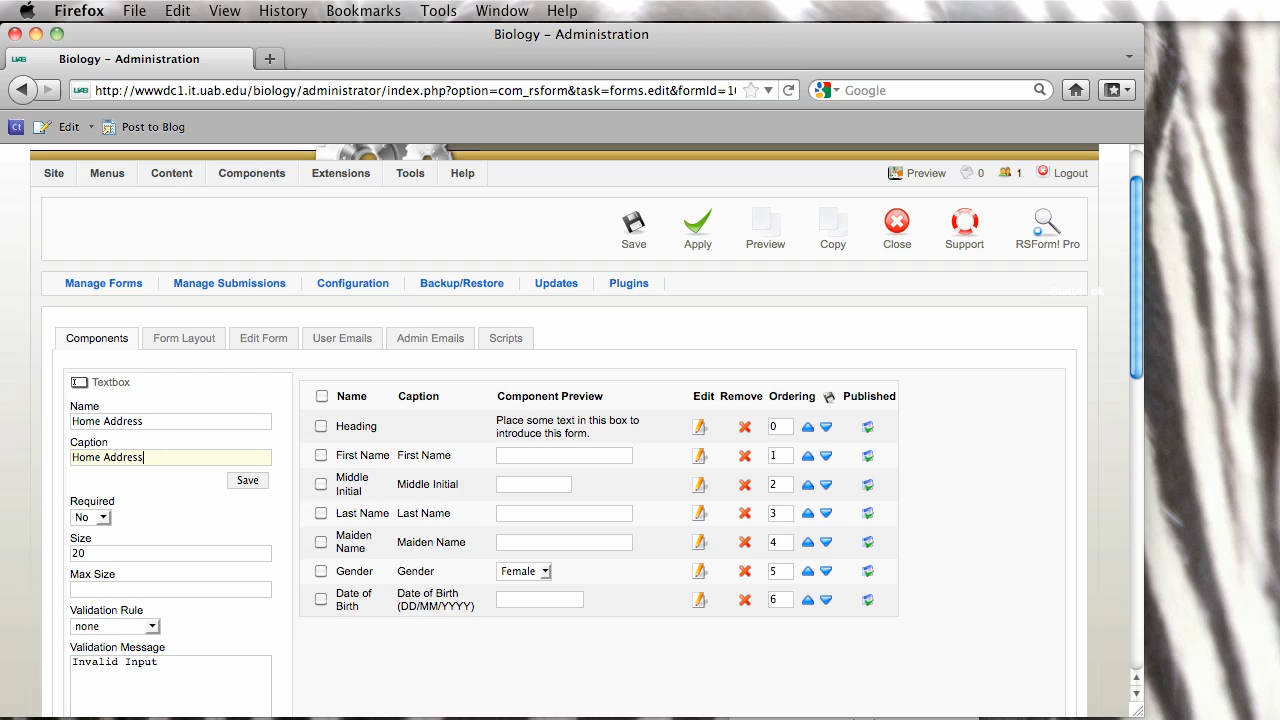 Firefox File Edit View History Bookmarks Tools Window Help
Biology – Administration
UAB Biology – Administration +
UAB http://wwwdc1.it.uab.edu/biology/administrator/index.php?option=com_rsform&task=forms.edit&formId=1 Google
Ct Edit Post to Blog
Site Menus Content Components Extensions Tools Help Preview 0 1 Logout
Save Apply Preview Copy Close Support RSForm! Pro
Manage Forms Manage Submissions Configuration Backup/Restore Updates Plugins
Status: ok
Components Form Layout Edit Form User Emails Admin Emails Scripts
Textbox
Name
Home Address
Caption
Home Address
Save
Required
No
Size
20
Max Size
Validation Rule
none
Validation Message
Invalid Input
Name Caption Component Preview Edit Remove Ordering Published
Heading Place some text in this box to
introduce this form. 0
First Name First Name 1
Middle
Initial Middle Initial 2
Last Name Last Name 3
Maiden
Name Maiden Name 4
Gender Gender Female 5
Date of Date of Birth
Birth (DD/MM/YYYY) 6